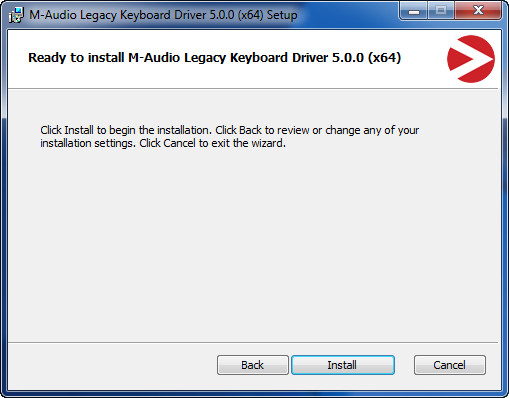 M-Audio Legacy Keyboard Driver 5.0.0 (x64) Setup
Ready to install M-Audio Legacy Keyboard Driver 5.0.0 (x64)
Click Install to begin the installation. Click Back to review or change any of your
installation settings. Click Cancel to exit the wizard.
Back Install Cancel